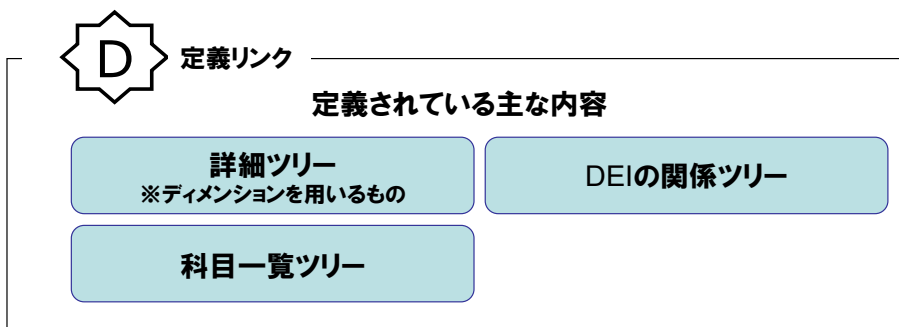 D
定義リンク
定義されている主な内容
詳細ツリー
※ディメンションを用いるもの
DEIの関係ツリー
科目一覧ツリー